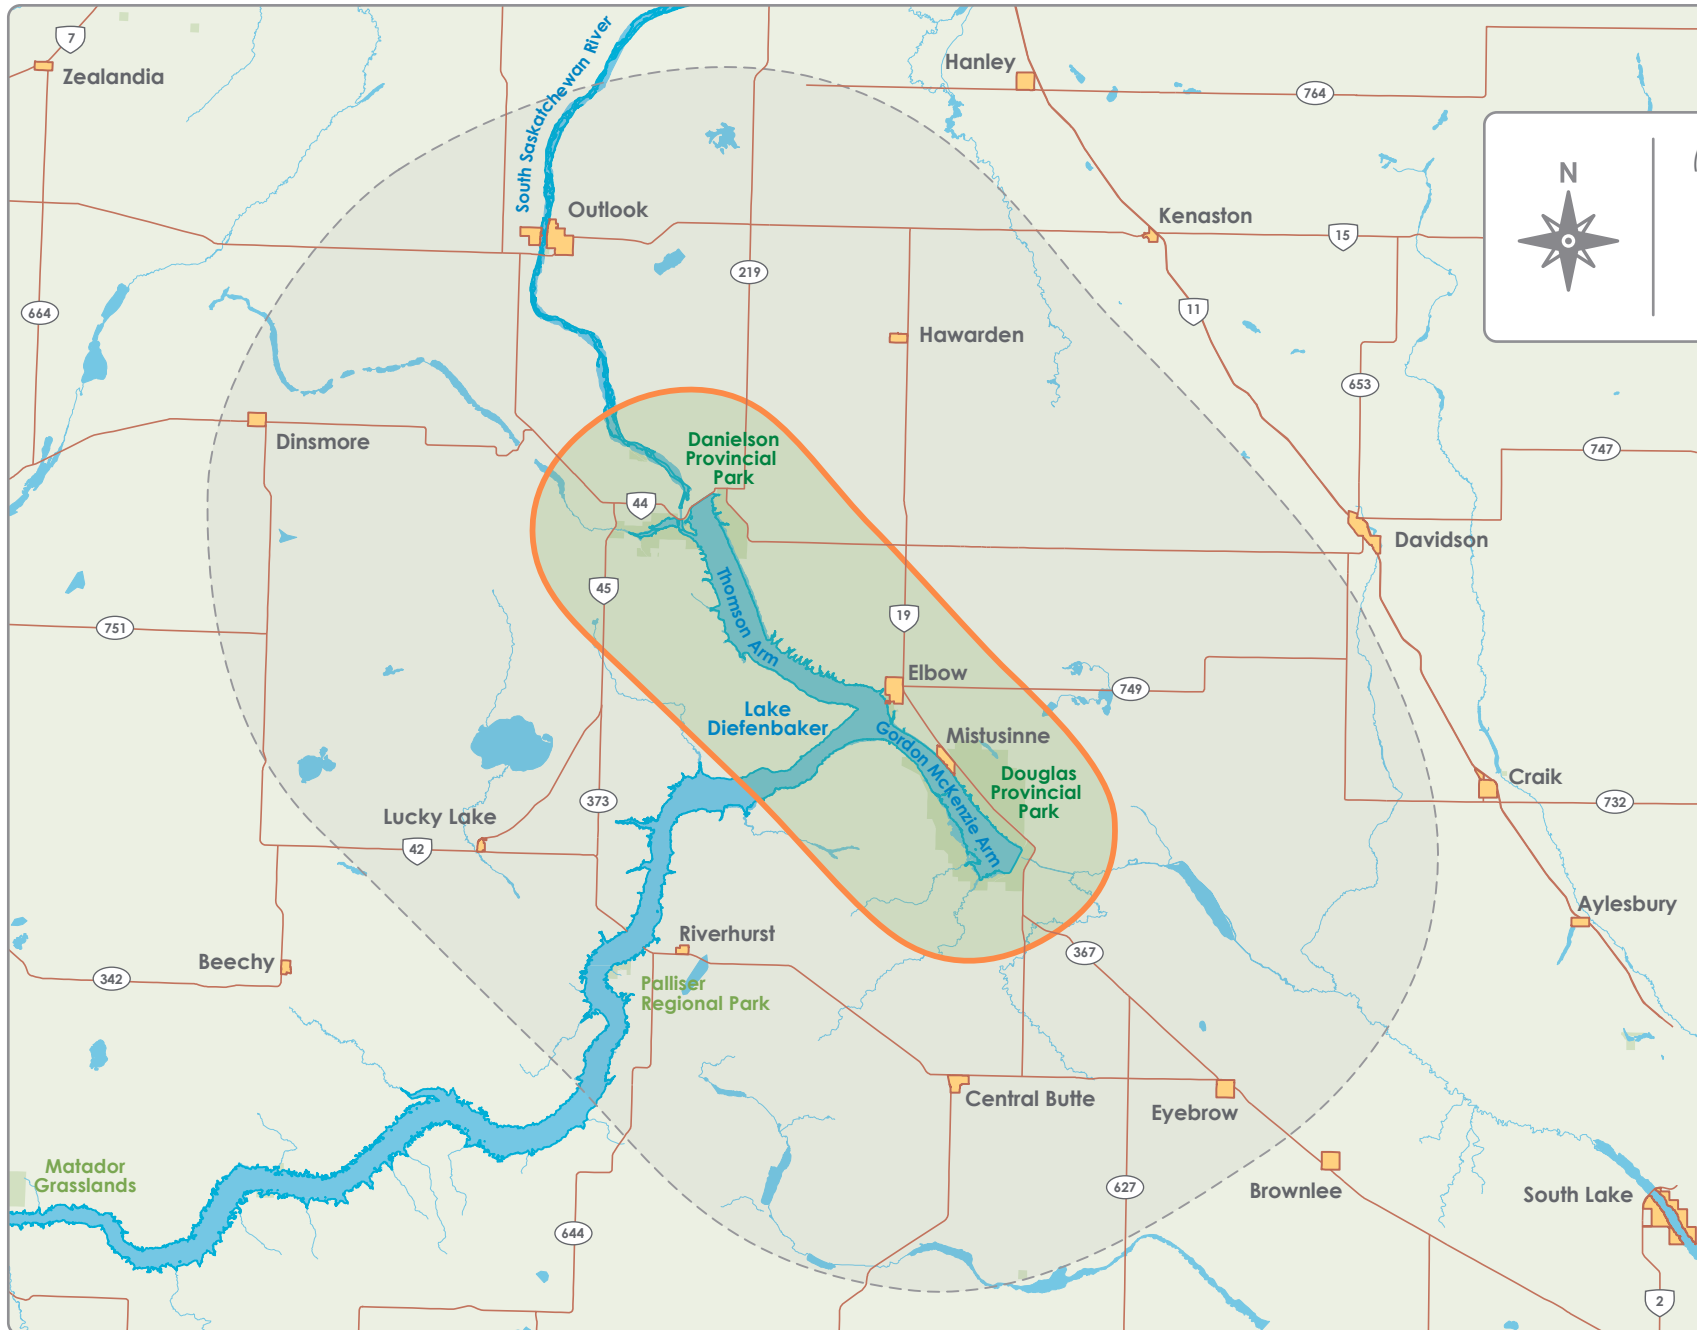 7
Zealandia
South Saskatchewan River
Hanley
764
N
Outlook
Kenaston
15
219
664
11
Hawarden
653
Dinsmore
Danielson
Provincial
Park
747
44
Davidson
45
Thomson Arm
19
751
Elbow
749
Lake
Diefenbaker
Gordon McKenzie Arm
Mistusinne
Douglas
Provincial
Park
Craik
373
732
Lucky Lake
42
Aylesbury
Riverhurst
367
Beechy
342
Palliser
Regional Park
Central Butte
Eyebrow
Matador
Grasslands
627
Brownlee
South Lake
644
2